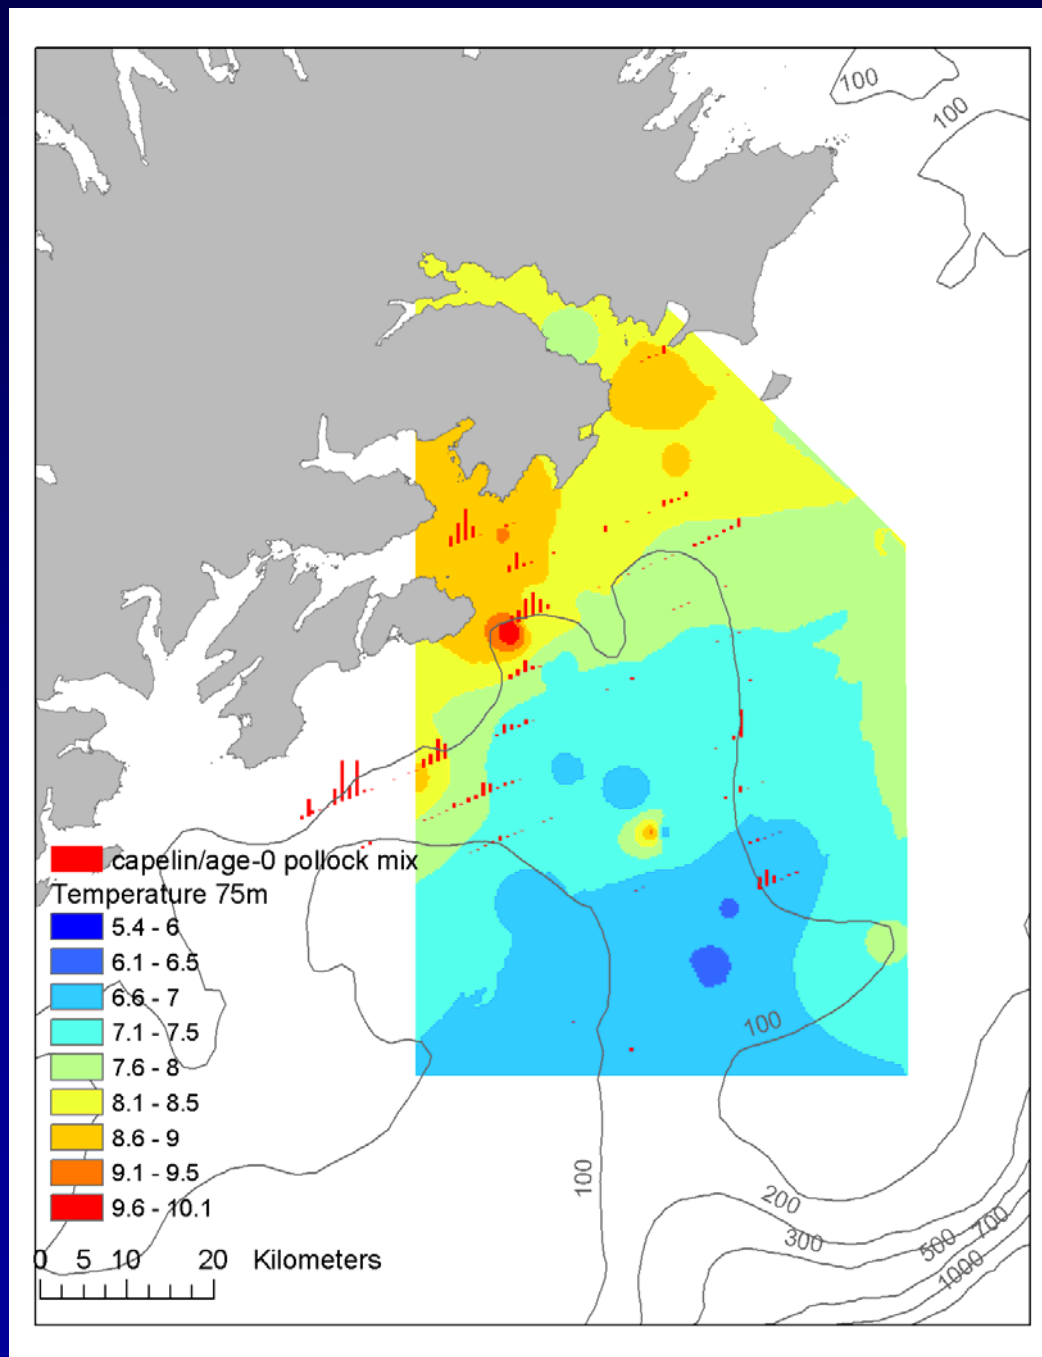 100
100
capelin/age-0 pollock mix
Temperature 75m
5.4 - 6
6.1 - 6.5
6.6 - 7
7.1 - 7.5
7.6 - 8
8.1 - 8.5
8.6 - 9
9.1 - 9.5
9.6 - 10.1
100
100
200
300
500
700
1000
0 5 10 20 Kilometers